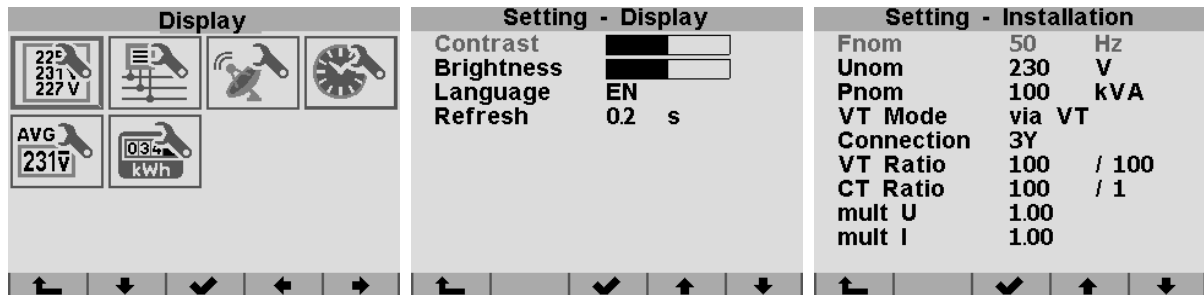 Display
225
231 V
227 V
AVG
231V
034
kWh
Setting - Display
Contrast
Brightness
Language EN
Refresh 0.2 s
Setting - Installation
Fnom 50 Hz
Unom 230 V
Pnom 100 kVA
VT Mode via VT
Connection 3Y
VT Ratio 100 / 100
CT Ratio 100 / 1
mult U 1.00
mult I 1.00